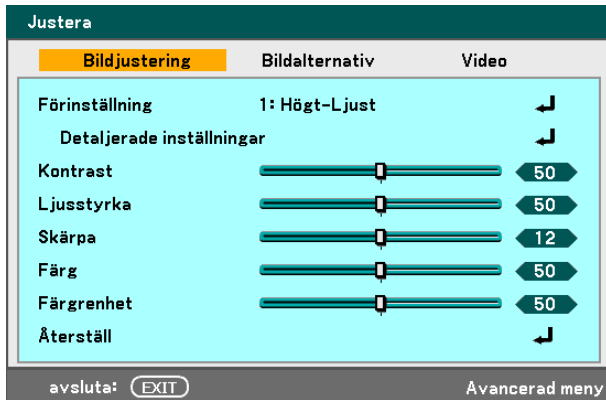 Justera
Bildjustering Bildalternativ Video
Förinställning 1: Högt-Ljust
Detaljerade inställningar
Kontrast 50
Ljusstyrka 50
Skärpa 12
Färg 50
Färgrenhet 50
Återställ
avsluta: EXIT Avancerad meny